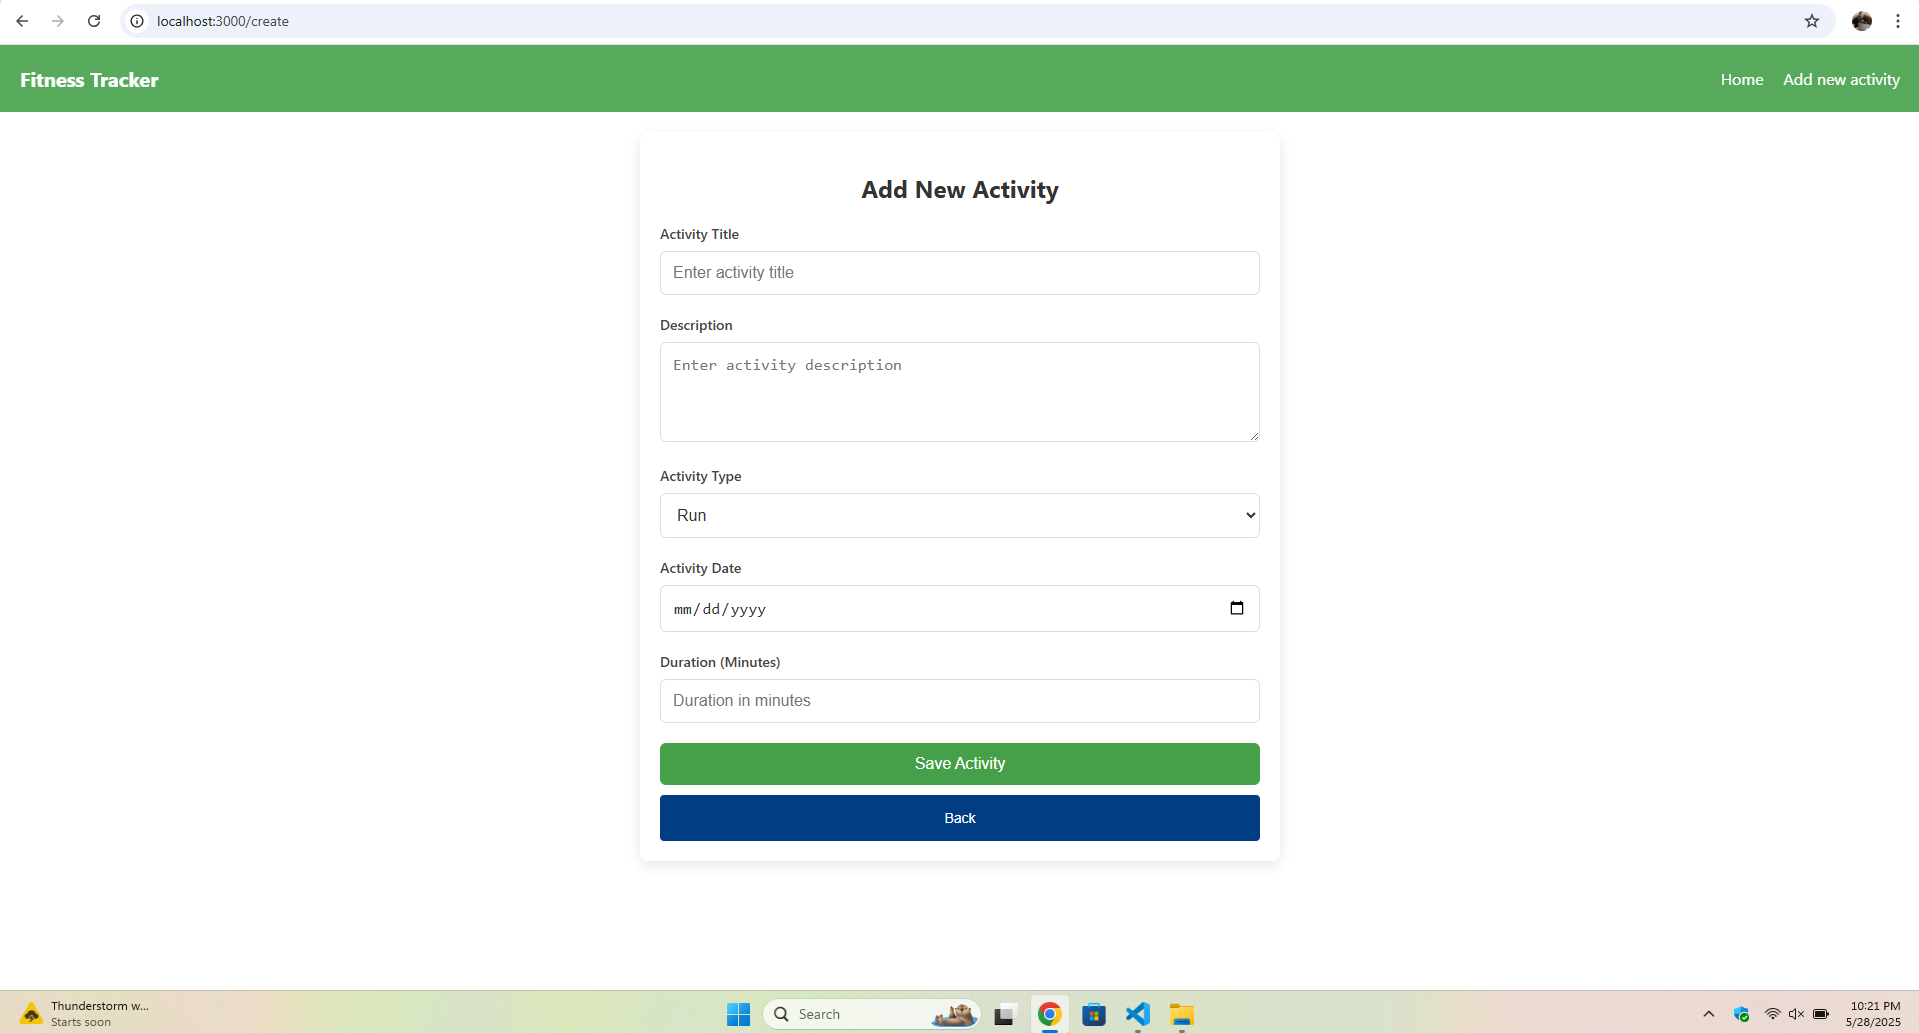 localhost:3000/create
Fitness Tracker
Home
Add new activity
Add New Activity
Activity Title
Enter activity title
Description
Enter activity description
Activity Type
Run
Activity Date
mm/dd/yyyy
Duration (Minutes)
Duration in minutes
Save Activity
Back
Thunderstorm w...
Starts soon
Search
10:21 PM
5/28/2025